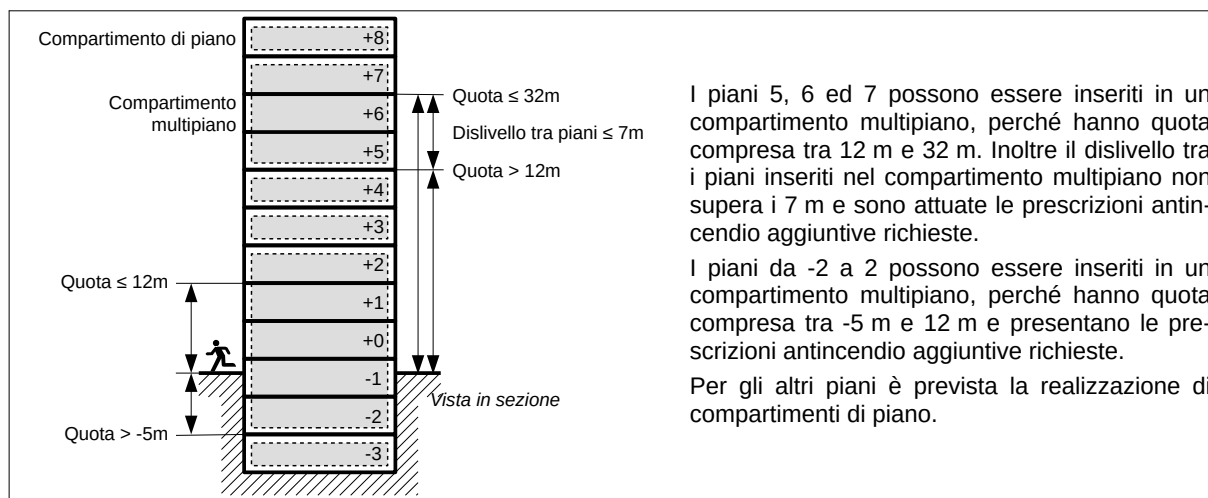 Compartimento di piano
Compartimento
multipiano
+8
+7
+6
+5
+4
+3
+2
+1
+0
-1
-2
-3
Quota ≤ 32m
Dislivello tra piani ≤ 7m
Quota > 12m
Quota ≤ 12m
Quota > -5m
Vista in sezione
I piani 5, 6 ed 7 possono essere inseriti in un
compartimento multipiano, perché hanno quota
compresa tra 12 m e 32 m. Inoltre il dislivello tra
i piani inseriti nel compartimento multipiano non
supera i 7 m e sono attuate le prescrizioni antin-
cendio aggiuntive richieste.
I piani da -2 a 2 possono essere inseriti in un
compartimento multipiano, perché hanno quota
compresa tra -5 m e 12 m e presentano le pre-
scrizioni antincendio aggiuntive richieste.
Per gli altri piani è prevista la realizzazione di
compartimenti di piano.